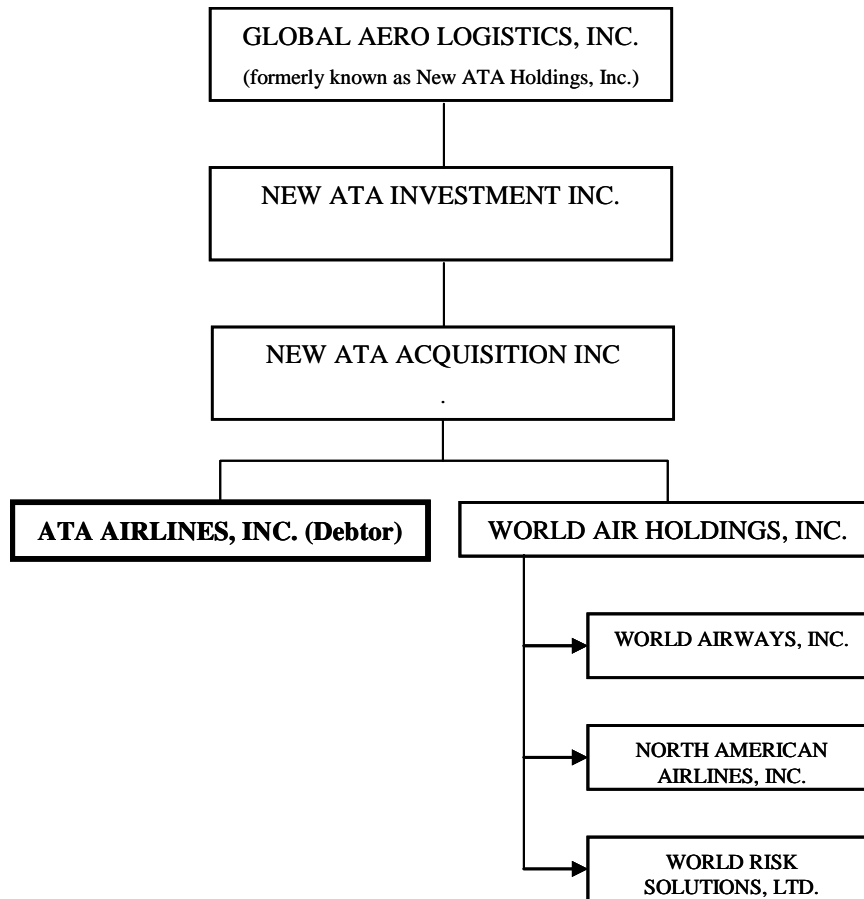 GLOBAL AERO LOGISTICS, INC.
(formerly known as New ATA Holdings, Inc.)
NEW ATA INVESTMENT INC.
NEW ATA ACQUISITION INC
.
ATA AIRLINES, INC. (Debtor)
WORLD AIR HOLDINGS, INC.
WORLD AIRWAYS, INC.
NORTH AMERICAN
AIRLINES, INC.
WORLD RISK
SOLUTIONS, LTD.